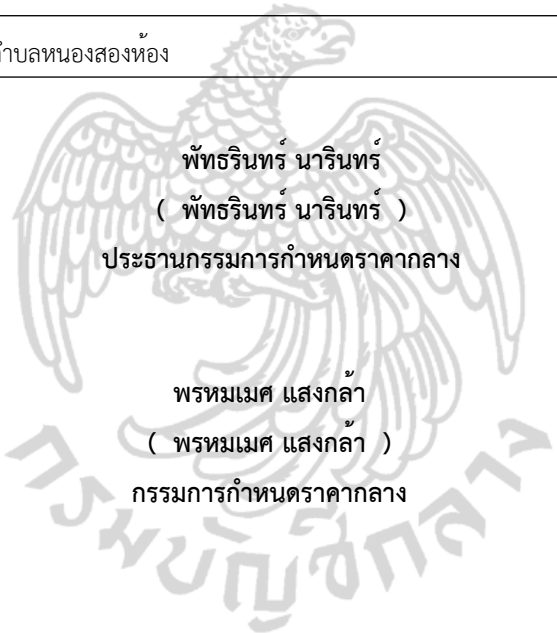 ตำบลหนองสองห้อง
พัทธรินทร์ นารินทร์
( พัทธรินทร์ นารินทร์ )
ประธานกรรมการกำหนดราคากลาง
พรหมเมศ แสงกล้า
( พรหมเมศ แสงกล้า )
กรรมการกำหนดราคากลาง
กรมบัญชีกลาง